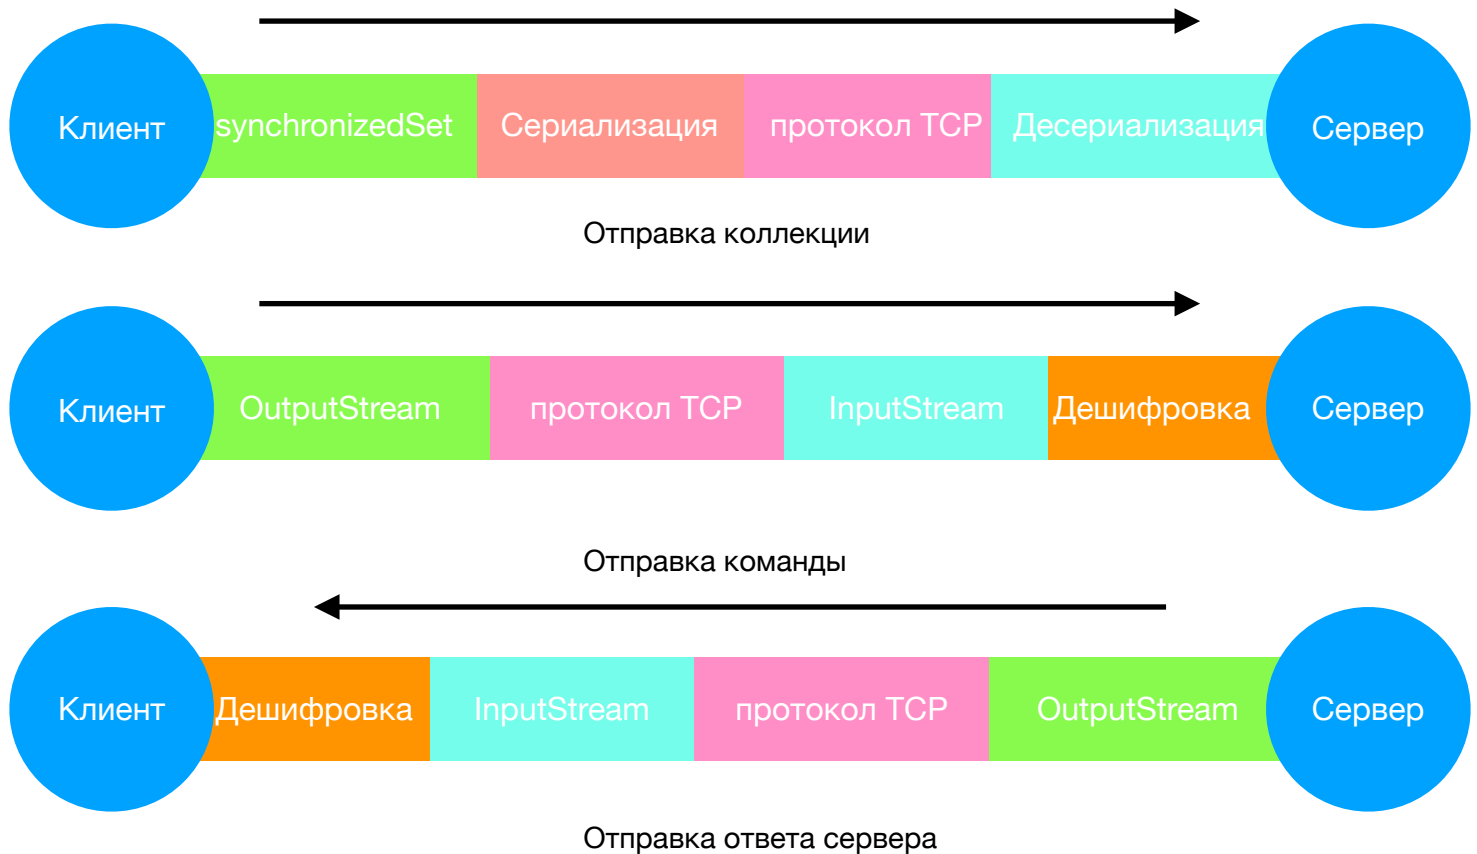 Клиент synchronizedSet Сериализация протокол TCP Десериализация Сервер
Отправка коллекции
Клиент OutputStream протокол TCP InputStream Дешифровка Сервер
Отправка команды
Клиент Дешифровка InputStream протокол TCP OutputStream Сервер
Отправка ответа сервера